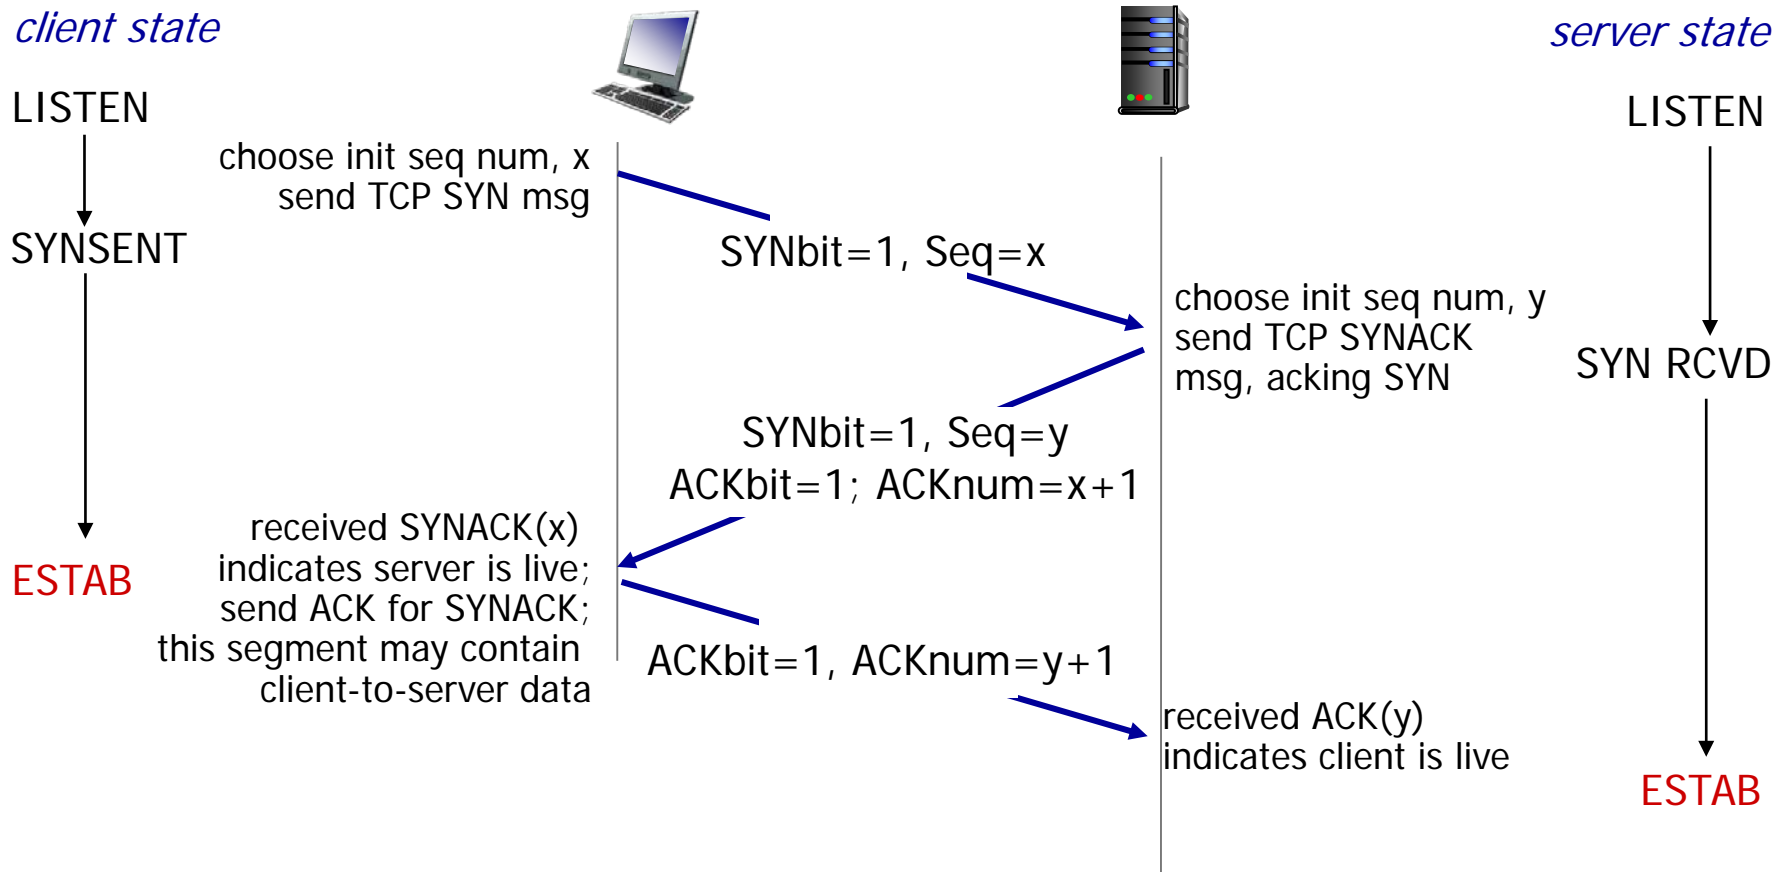 client state
server state
LISTEN
LISTEN
choose init seq num, x
send TCP SYN msg
SYNSENT
SYNbit=1, Seq=x
choose init seq num, y
send TCP SYNACK
msg, acking SYN
SYN RCVD
SYNbit=1, Seq=y
ACKbit=1; ACKnum=x+1
received SYNACK(x)
indicates server is live;
send ACK for SYNACK;
this segment may contain
client-to-server data
ESTAB
ACKbit=1, ACKnum=y+1
received ACK(y)
indicates client is live
ESTAB